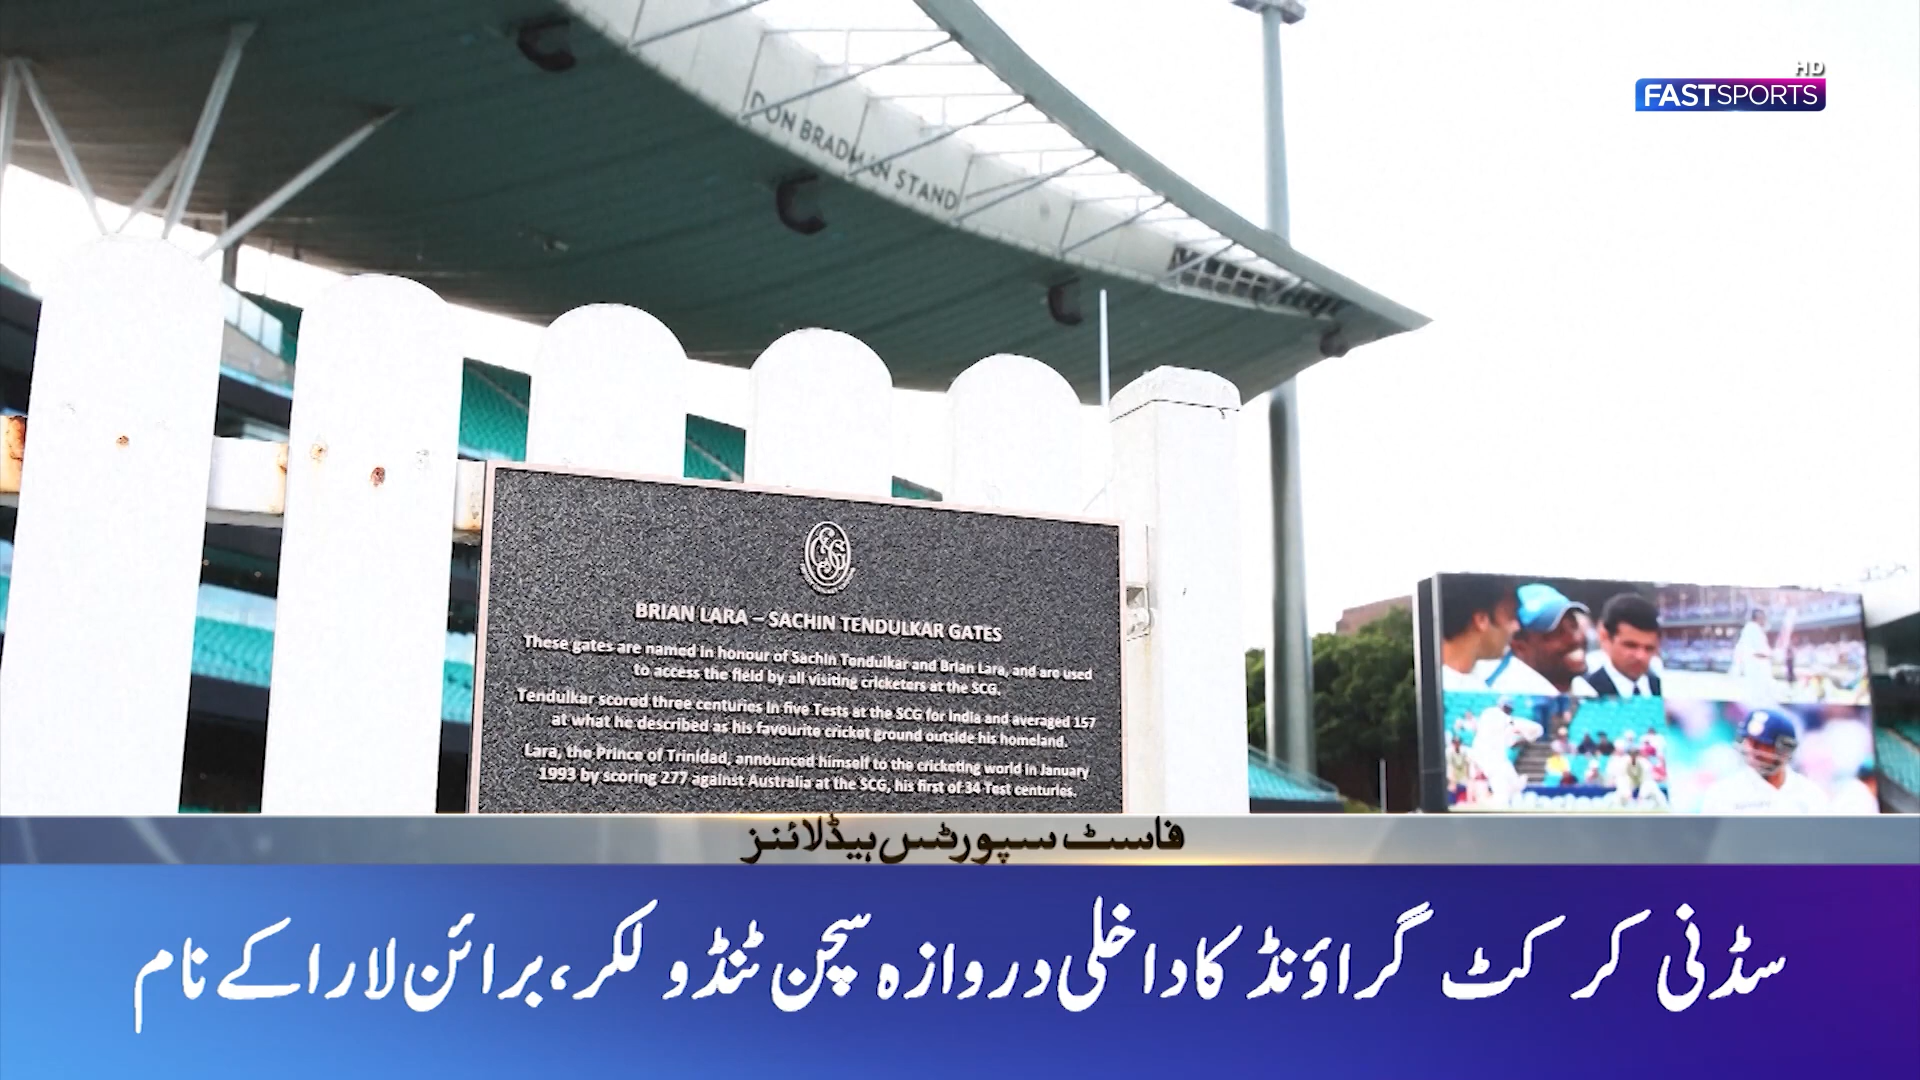 HD
FASTSPORTS
DON BRADMAN STAND
BRIAN LARA – SACHIN TENDULKAR GATES
These gates are named in honour of Sachin Tendulkar and Brian Lara, and are used
to access the field by all visiting cricketers at the SCG.
Tendulkar scored three centuries in five Tests at the SCG for India and averaged 157
at what he described as his favourite cricket ground outside his homeland.
Lara, the Prince of Trinidad, announced himself to the cricketing world in January
1993 by scoring 277 against Australia at the SCG, his first of 34 Test centuries.
فاسٹ سپورٹس ہیڈلائنز
سڈنی کرکٹ گراؤنڈ کا داخلی دروازہ سچن ٹنڈولکر، برائن لارا کے نام